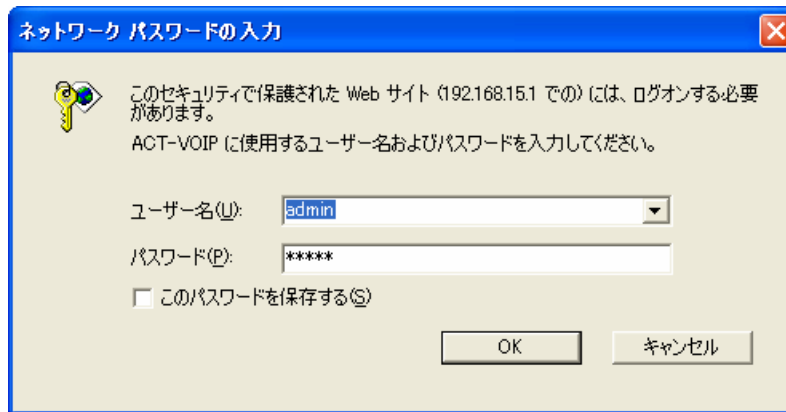 ネットワーク パスワードの入力
このセキュリティで保護された Web サイト (192.168.15.1 での) には、ログオンする必要
があります。
ACT-VOIP に使用するユーザー名およびパスワードを入力してください。
ユーザー名(U): admin
パスワード(P): *****
このパスワードを保存する(S)
OK キャンセル